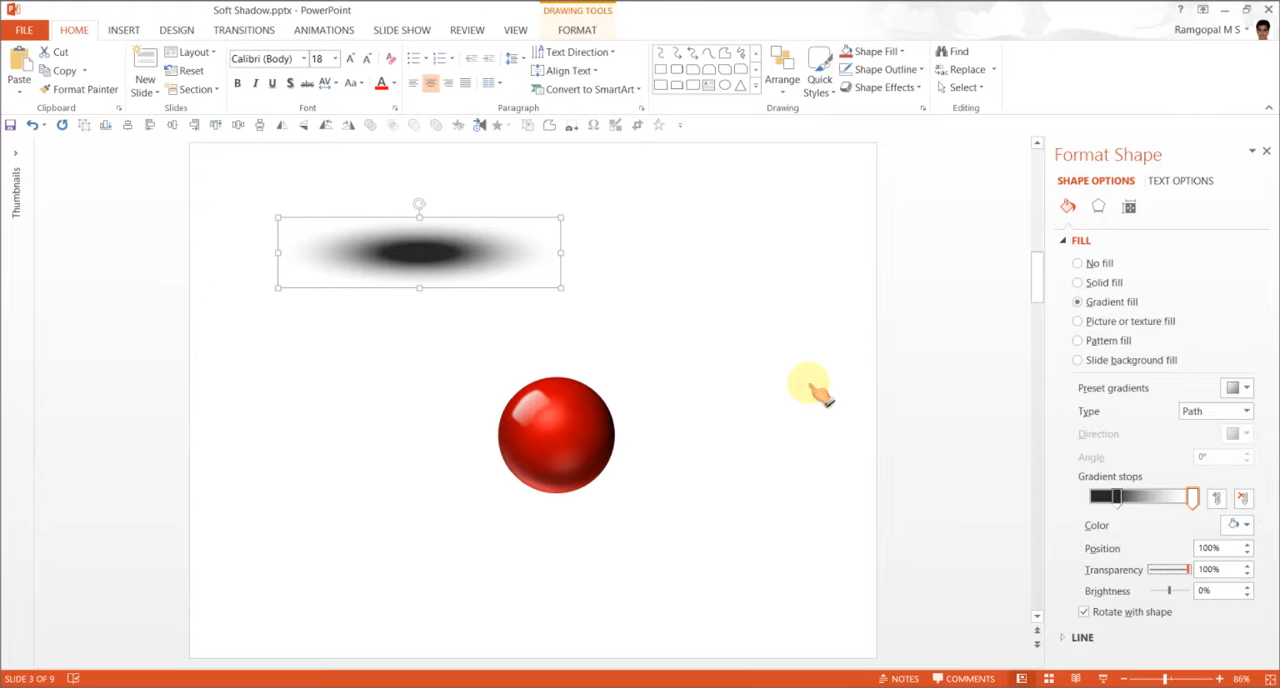 Soft Shadow.pptx - PowerPoint
DRAWING TOOLS
?
FILE HOME INSERT DESIGN TRANSITIONS ANIMATIONS SLIDE SHOW REVIEW VIEW FORMAT
Ramgopal M S
Paste
Cut
Copy
Format Painter
Clipboard
New Slide
Layout
Reset
Section
Slides
Calibri (Body) 18
B I U S abc AV Aa A
Font
Text Direction
Align Text
Convert to SmartArt
Paragraph
Arrange
Quick Styles
Shape Fill
Shape Outline
Shape Effects
Drawing
Find
Replace
Select
Editing
Thumbnails
Format Shape
SHAPE OPTIONS TEXT OPTIONS
FILL
No fill
Solid fill
Gradient fill
Picture or texture fill
Pattern fill
Slide background fill
Preset gradients
Type Path
Direction
Angle 0°
Gradient stops
Color
Position 100%
Transparency 100%
Brightness 0%
Rotate with shape
LINE
SLIDE 3 OF 9
NOTES COMMENTS
86%